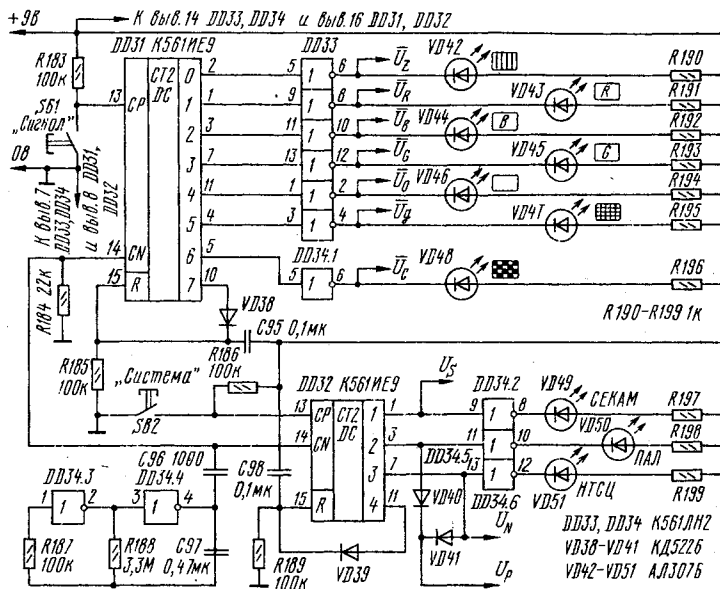 +9В
К выв.14 DD33, DD34 и выв.16 DD31, DD32
R183
100к
DD31 К561ИЕ9
DD33
SB1
„Сигнал”
0В
К выв.7
DD33, DD34
и выв.8 DD31,
DD32
13 CP
CT2
DC
14 CN
15 R
0 2
1 1
2 3
3 7
4 11
5 4
6 5
7 10
5 1 6
9 1 8
11 1 10
13 1 12
1 1 2
3 1 4
DD34.1
5 1 6
U̅z
U̅R
U̅B
U̅G
U̅0
U̅g
U̅c
VD42
VD43 R
VD44 B
VD45 G
VD46
VD47
VD48
R190
R191
R192
R193
R194
R195
R196
R190–R199 1к
R184 22к
R185
100к
VD38
C95 0,1мк
R186
100к
„Система”
SB2
DD32 К561ИЕ9
13 CP
14 CN
15 R
CT2
DC
1 1
2 3
3 7
4 11
US
DD34.2
9 1 8
11 1 10
13 1 12
DD34.5
DD34.6
VD49 СЕКАМ
VD50 ПАЛ
VD51 НТСЦ
R197
R198
R199
C96 1000
C98
0,1мк
DD34.3
DD34.4
1 1 2
3 1 4
R187
100к
R188
3,3М
C97
0,47мк
R189
100к
VD39
VD40
VD41
UN
UP
DD33, DD34 К561ЛН2
VD38–VD41 КД522Б
VD42–VD51 АЛ307Б